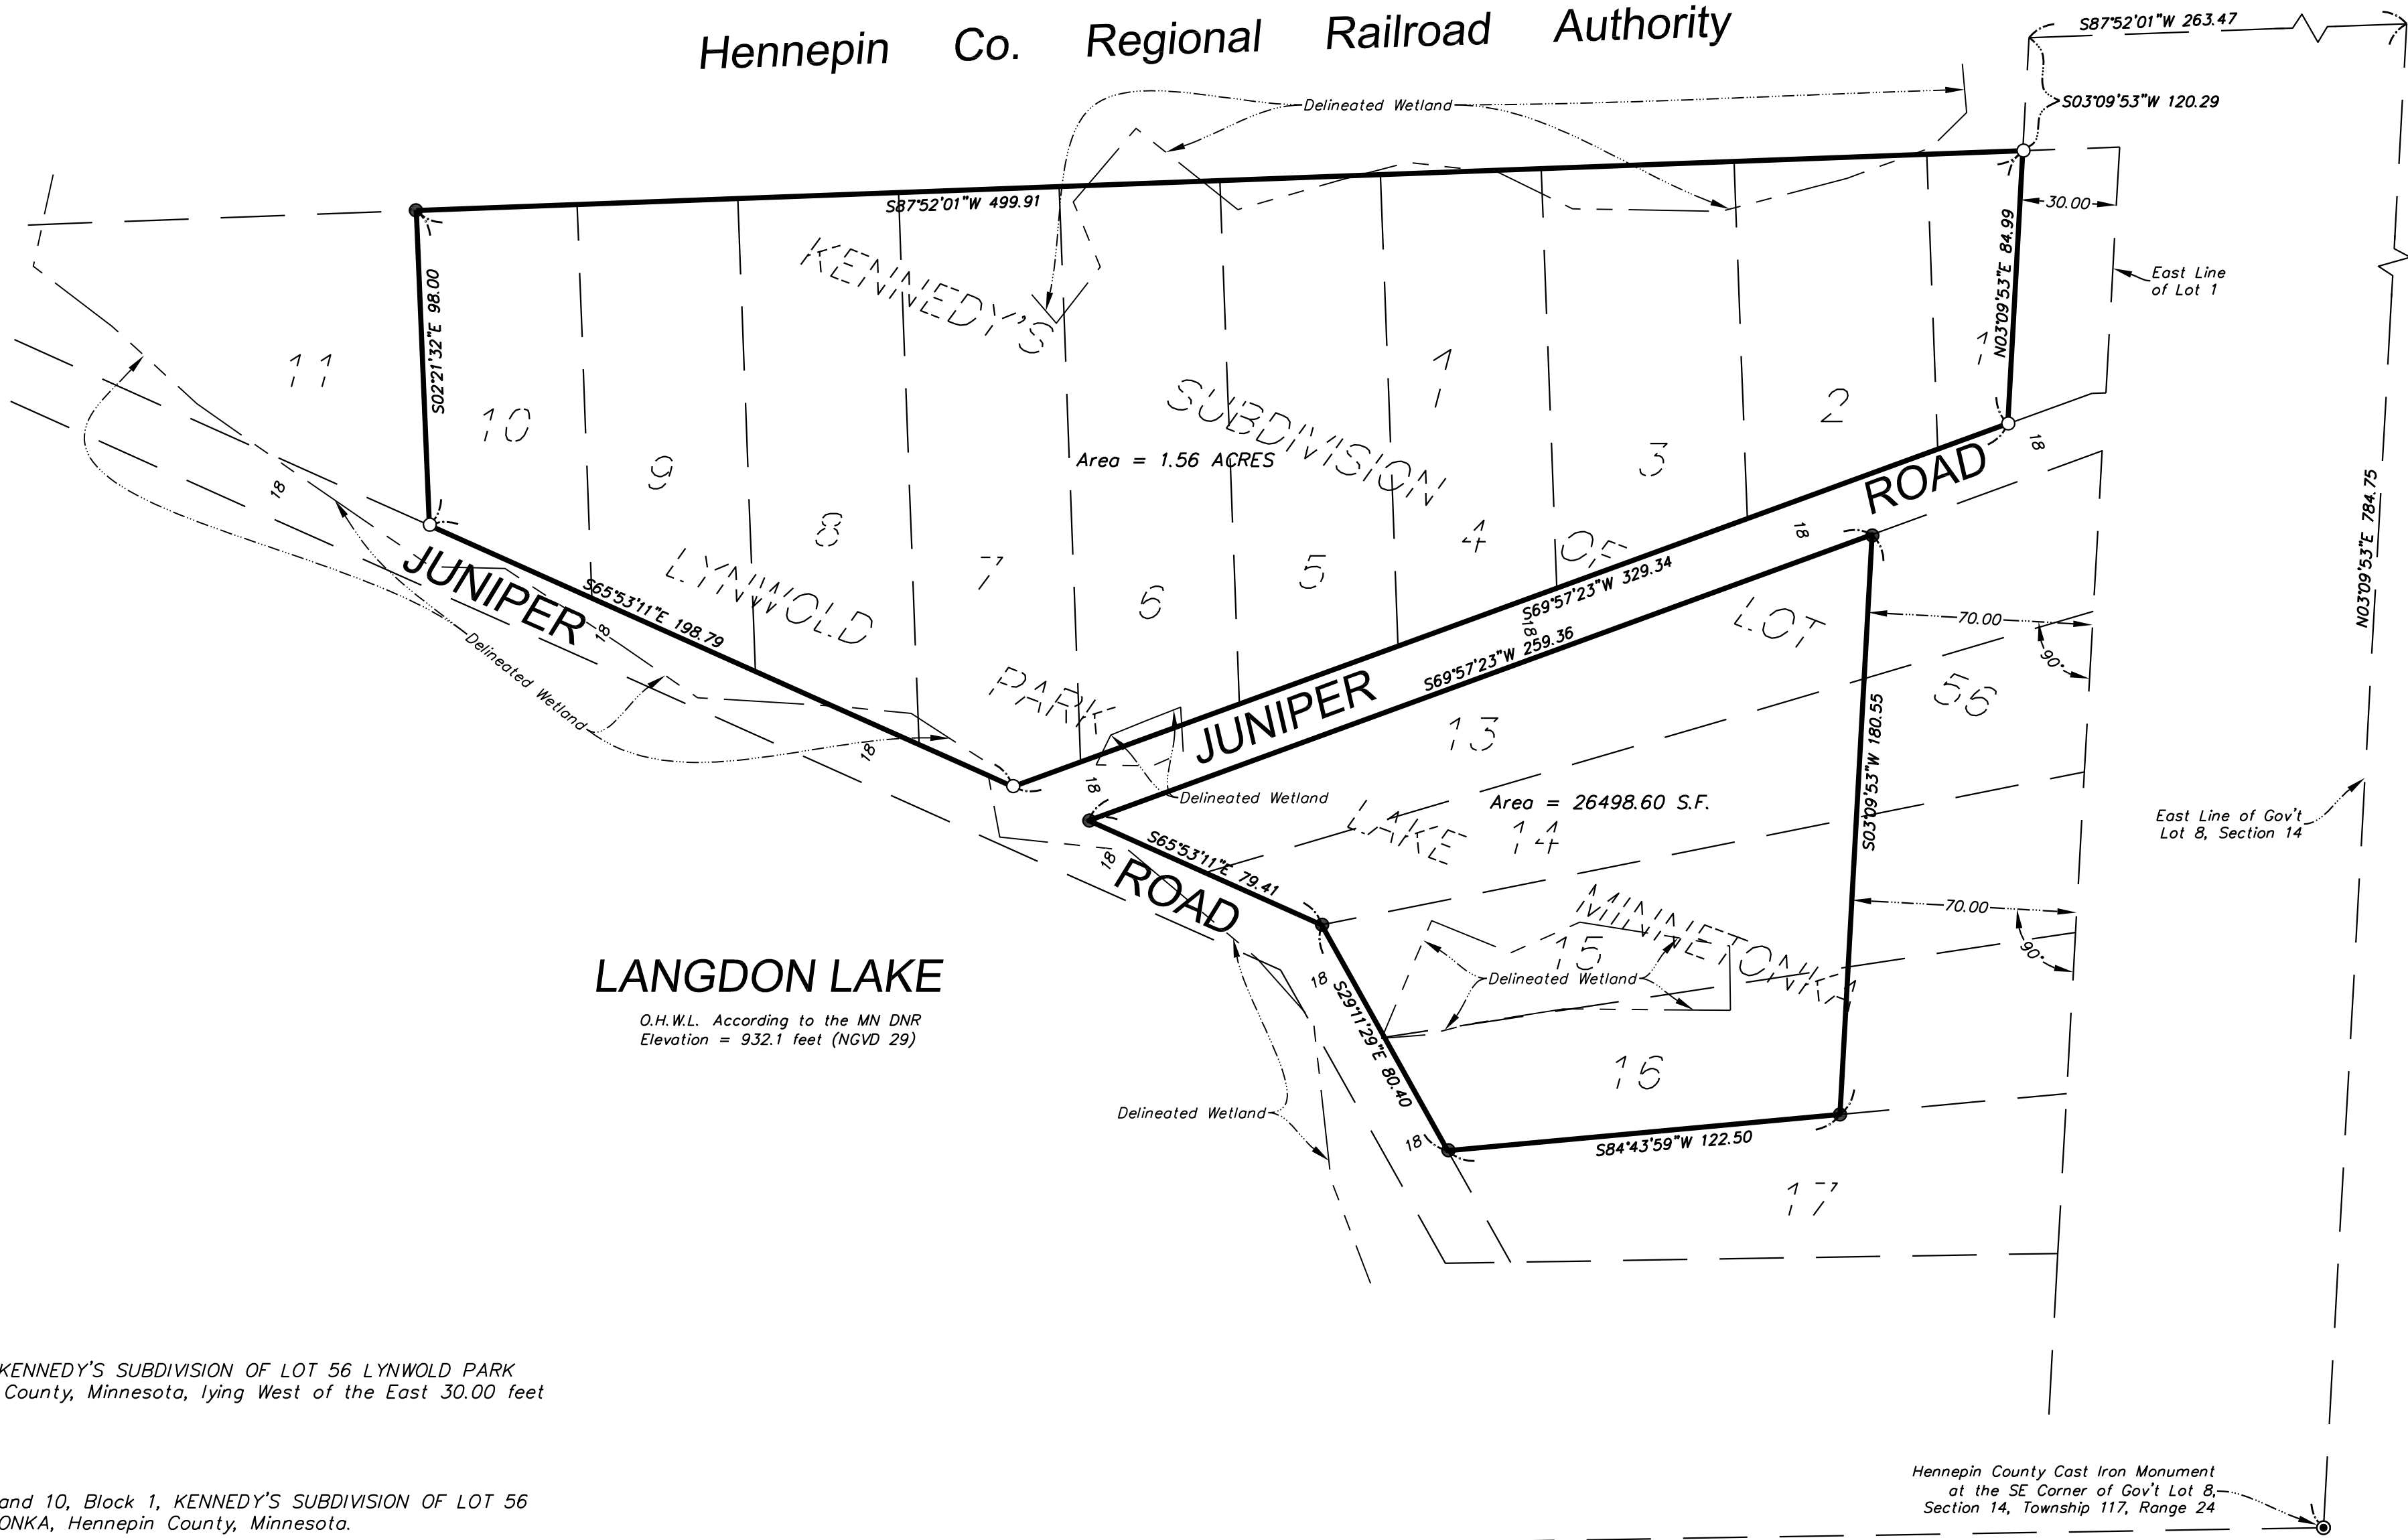 Hennepin Co. Regional Railroad Authority
S87°52'01"W 263.47
S03°09'53"W 120.29
Delineated Wetland
S87°52'01"W 499.91
30.00
East Line
of Lot 1
N03°09'53"E 84.99
S02°21'32"E 98.00
KENNEDY'S
SUBDIVISION
OF
LOT
56
LYNWOLD
PARK
LAKE
MINNETONKA
11
10
9
8
7
6
5
4
3
2
1
1
Area = 1.56 ACRES
18
18
18
18
18
18
18
18
18
18
JUNIPER
ROAD
S65°53'11"E 198.79
S69°57'23"W 329.34
S69°57'23"W 259.36
JUNIPER
ROAD
Delineated Wetland
Delineated Wetland
13
14
15
16
17
Area = 26498.60 S.F.
S65°53'11"E 79.41
S29°11'29"E 80.40
S84°43'59"W 122.50
S03°09'53"W 180.55
70.00
90°
70.00
90°
N03°09'53"E 784.75
East Line of Gov't
Lot 8, Section 14
Delineated Wetland
Delineated Wetland
LANGDON LAKE
O.H.W.L. According to the MN DNR
Elevation = 932.1 feet (NGVD 29)
KENNEDY'S SUBDIVISION OF LOT 56 LYNWOLD PARK
County, Minnesota, lying West of the East 30.00 feet
and 10, Block 1, KENNEDY'S SUBDIVISION OF LOT 56
ONKA, Hennepin County, Minnesota.
Hennepin County Cast Iron Monument
at the SE Corner of Gov't Lot 8,
Section 14, Township 117, Range 24